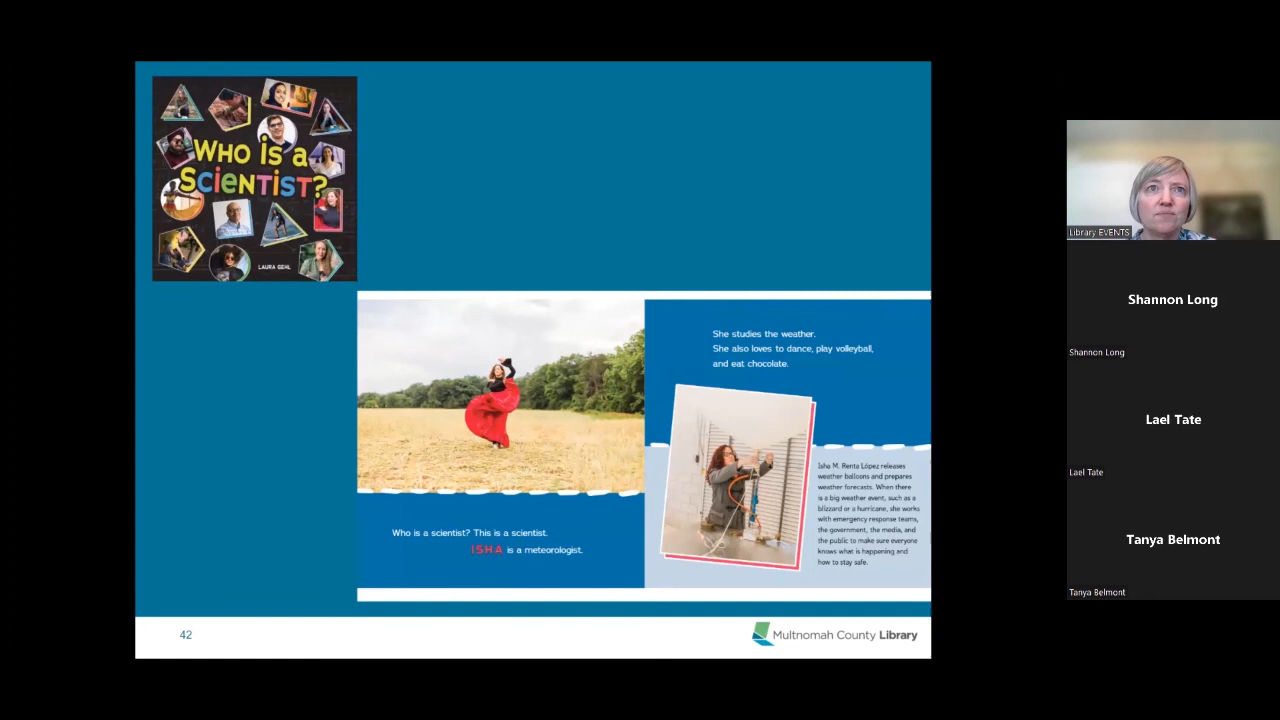 WHO iS a
SCiENTiST?
LAURA GEHL
She studies the weather.
She also loves to dance, play volleyball,
and eat chocolate.
Isha M. Renta López releases
weather balloons and prepares
weather forecasts. When there
is a big weather event, such as a
blizzard or a hurricane, she works
with emergency response teams,
the government, the media, and
the public to make sure everyone
knows what is happening and
how to stay safe.
Who is a scientist? This is a scientist.
ISHA is a meteorologist.
42
Multnomah County Library
Library EVENTS
Shannon Long
Shannon Long
Lael Tate
Lael Tate
Tanya Belmont
Tanya Belmont